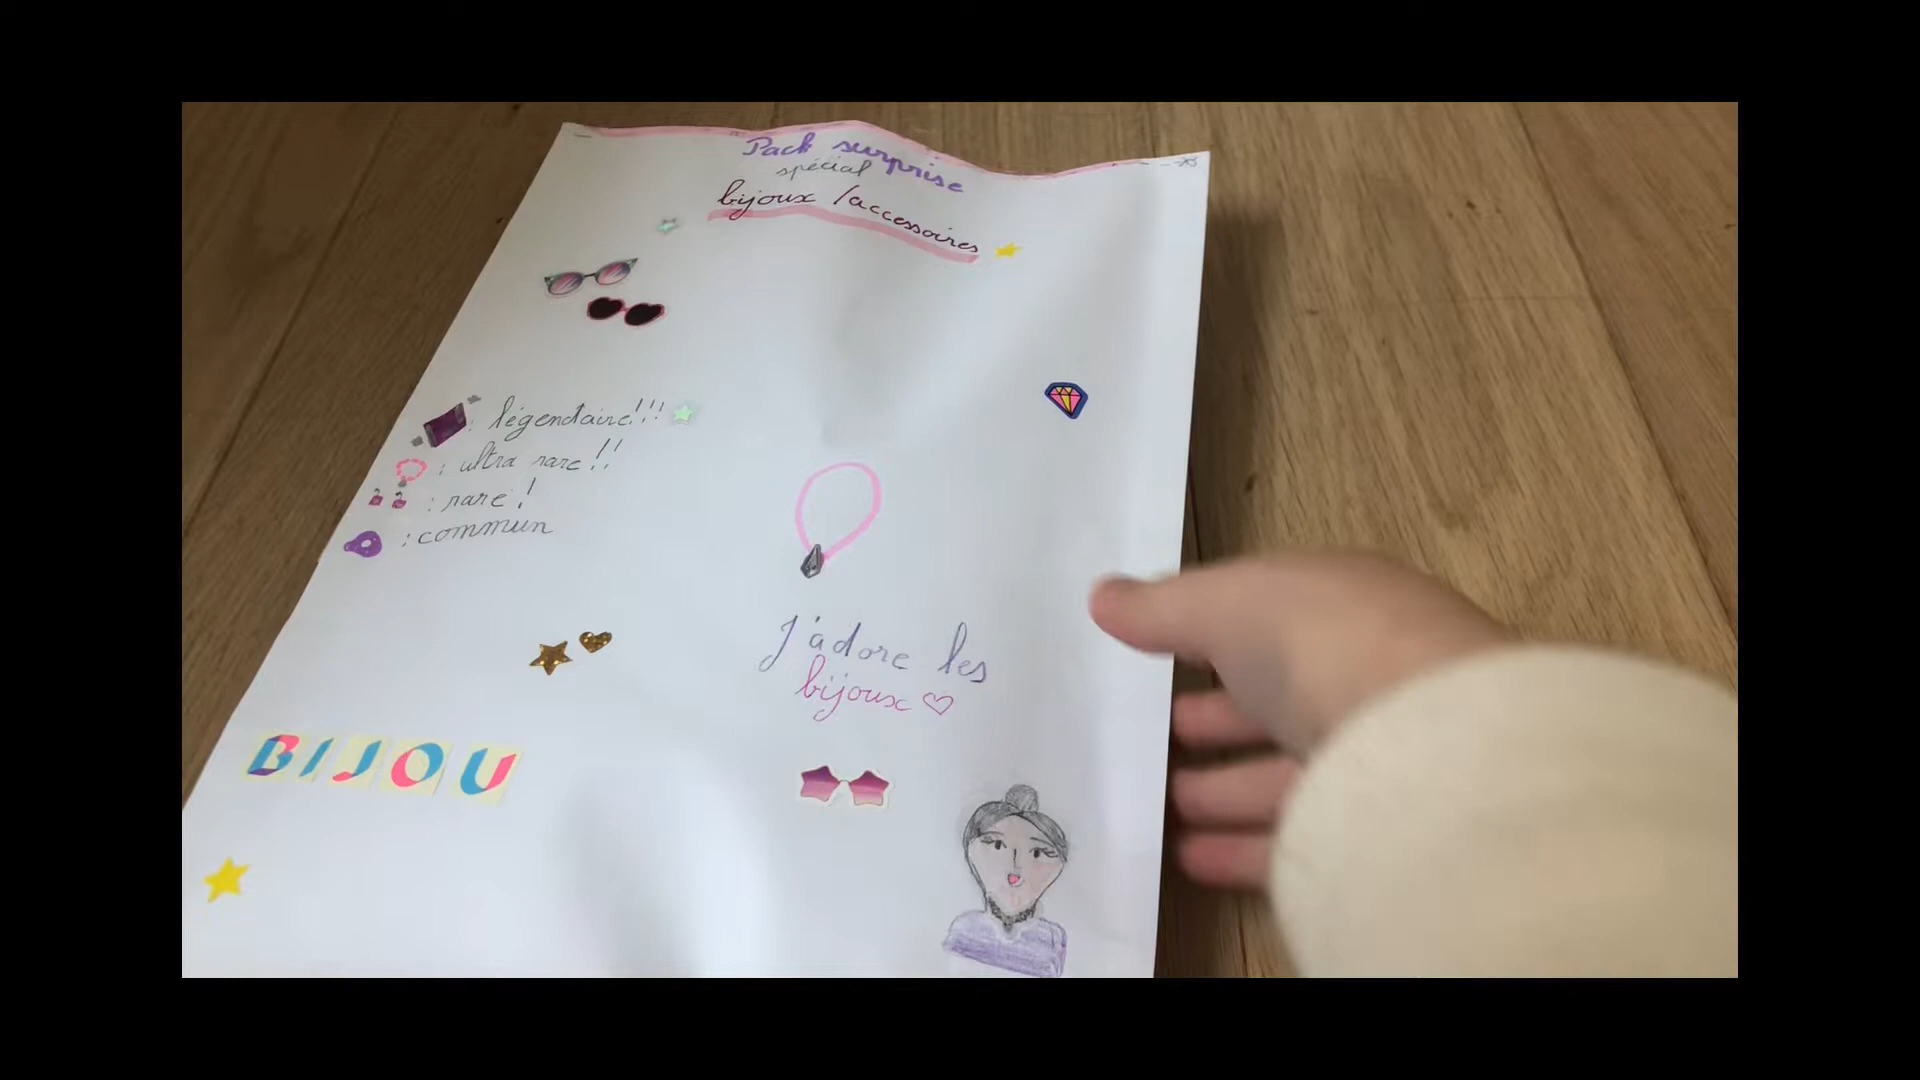 Pack surprise
spécial
bijoux / accessoires
: légendaire!!!
: ultra rare!!
: rare!
: commun
J'adore les
bijoux ♡
BIJOU